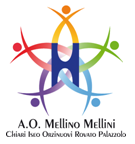 H
A.O. Mellino Mellini
Chiari Iseo Orzinuovi Rovato Palazzolo